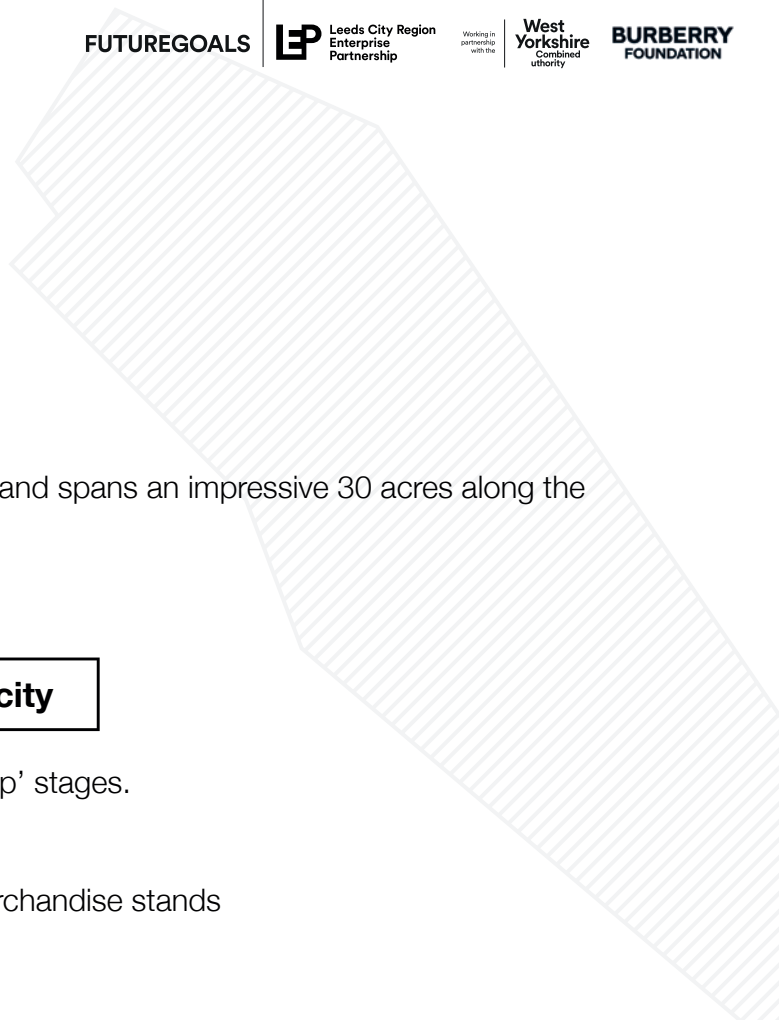 FUTUREGOALS
LEP
Leeds City Region
Enterprise
Partnership
Working in
partnership
with the
West
Yorkshire
Combined
uthority
BURBERRY
FOUNDATION
and spans an impressive 30 acres along the
city
p’ stages.
rchandise stands